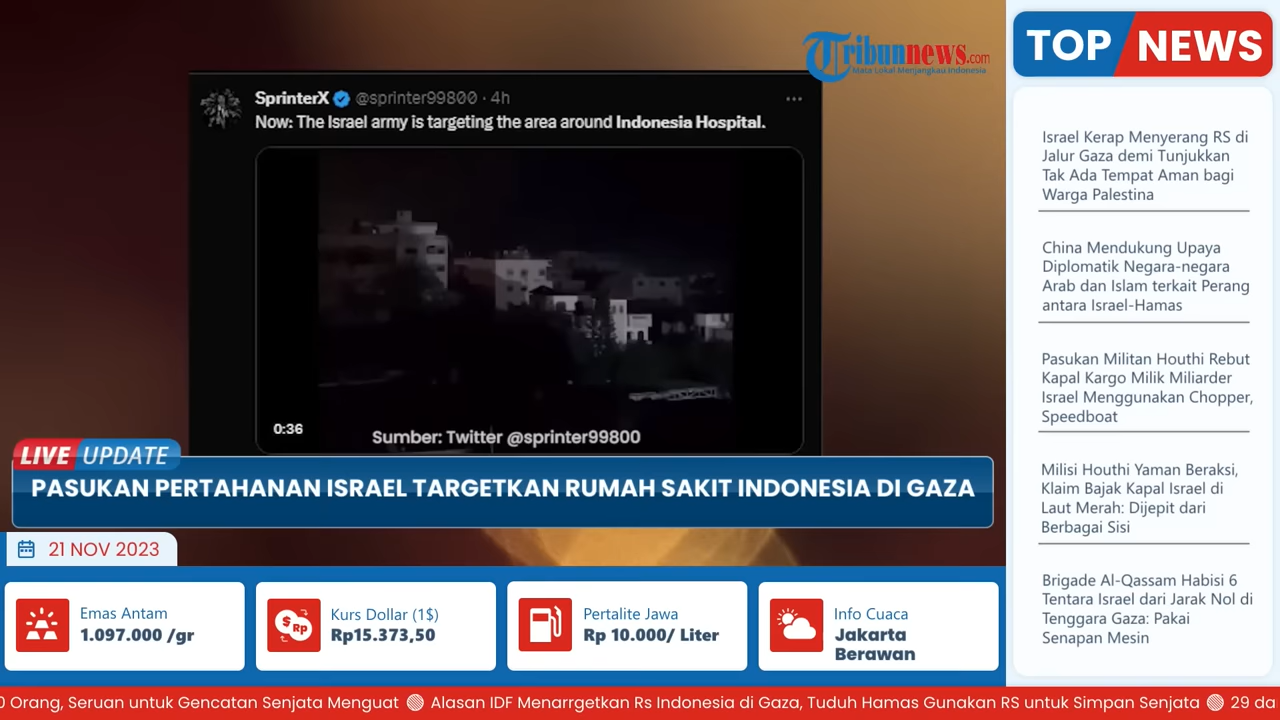 Tribunnews.com
Mata Lokal Menjangkau Indonesia
SprinterX @sprinter99800 · 4h
Now: The Israel army is targeting the area around Indonesia Hospital.
0:36
Sumber: Twitter @sprinter99800
LIVE UPDATE
PASUKAN PERTAHANAN ISRAEL TARGETKAN RUMAH SAKIT INDONESIA DI GAZA
21 NOV 2023
Emas Antam
1.097.000 /gr
Kurs Dollar (1$)
Rp15.373,50
Pertalite Jawa
Rp 10.000/ Liter
Info Cuaca
Jakarta
Berawan
TOP NEWS
Israel Kerap Menyerang RS di
Jalur Gaza demi Tunjukkan
Tak Ada Tempat Aman bagi
Warga Palestina
China Mendukung Upaya
Diplomatik Negara-negara
Arab dan Islam terkait Perang
antara Israel-Hamas
Pasukan Militan Houthi Rebut
Kapal Kargo Milik Miliarder
Israel Menggunakan Chopper,
Speedboat
Milisi Houthi Yaman Beraksi,
Klaim Bajak Kapal Israel di
Laut Merah: Dijepit dari
Berbagai Sisi
Brigade Al-Qassam Habisi 6
Tentara Israel dari Jarak Nol di
Tenggara Gaza: Pakai
Senapan Mesin
0 Orang, Seruan untuk Gencatan Senjata Menguat Alasan IDF Menarrgetkan Rs Indonesia di Gaza, Tuduh Hamas Gunakan RS untuk Simpan Senjata 29 da